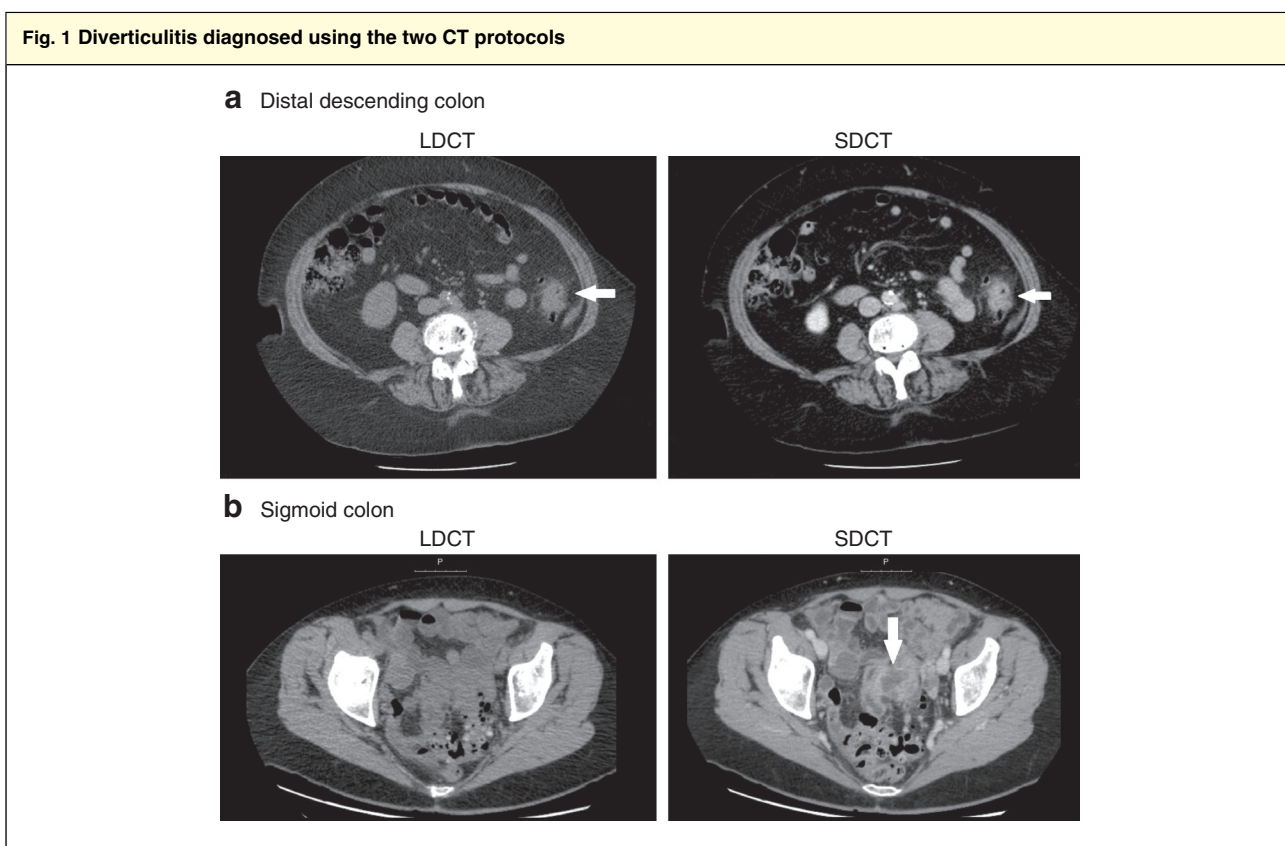 Fig. 1 Diverticulitis diagnosed using the two CT protocols
a Distal descending colon
LDCT SDCT
b Sigmoid colon
LDCT SDCT
P P